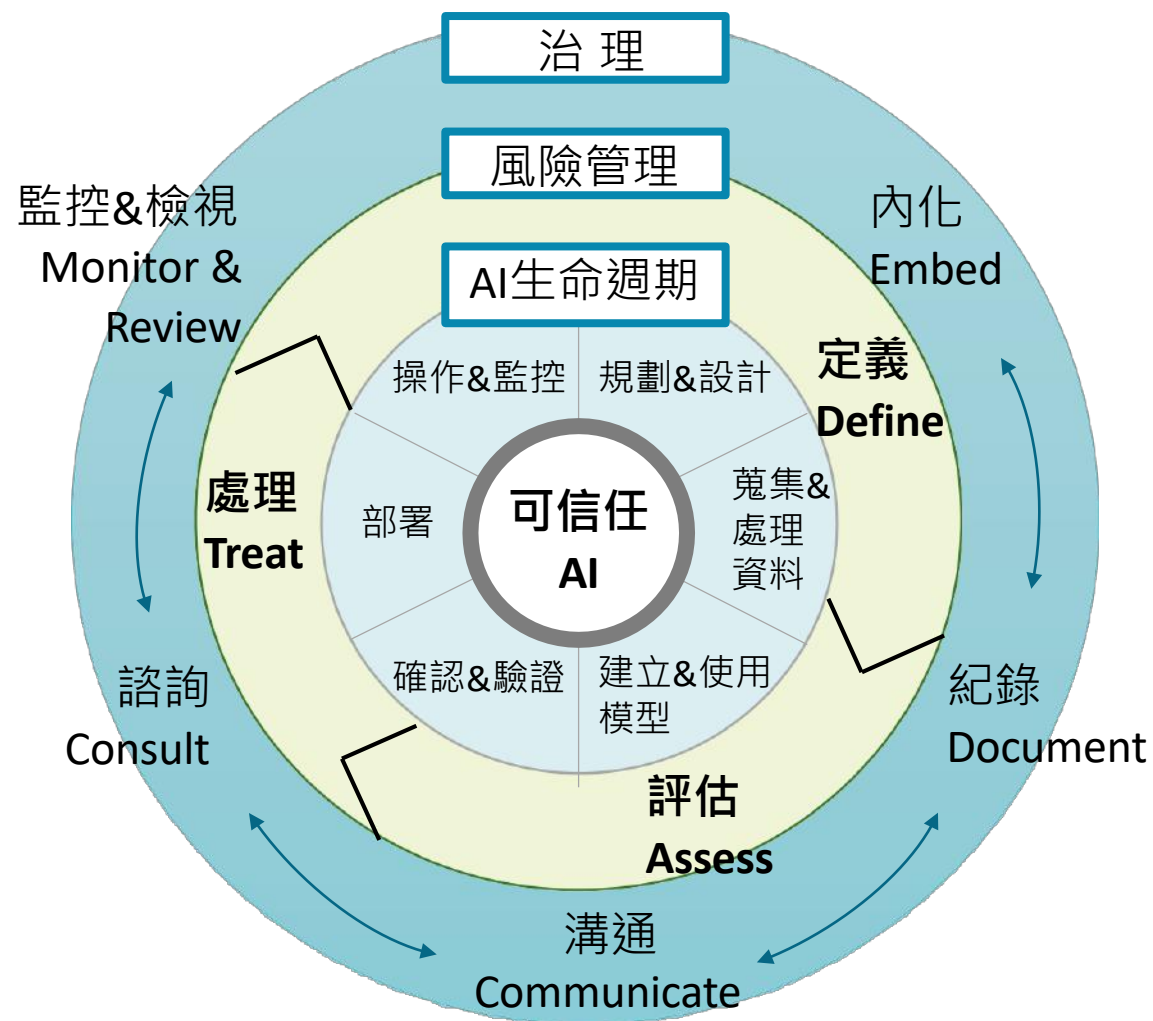 治 理
風險管理
AI生命週期
監控&檢視
Monitor &
Review
內化
Embed
操作&監控
規劃&設計
定義
Define
處理
Treat
部署
可信任
AI
蒐集&
處理
資料
諮詢
Consult
確認&驗證
建立&使用
模型
紀錄
Document
評估
Assess
溝通
Communicate